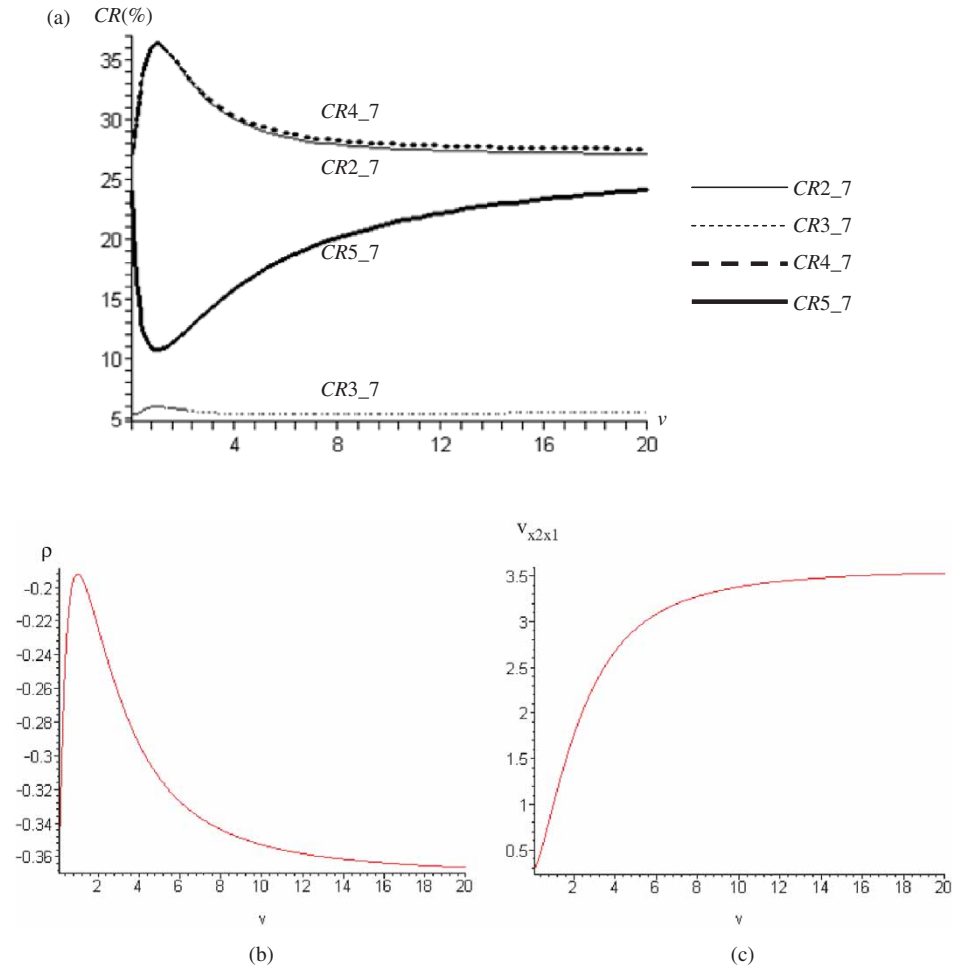 (a) CR(%)
35
30
25
20
15
10
5
CR4_7
CR2_7
CR5_7
CR3_7
v
4 8 12 16 20
CR2_7
CR3_7
CR4_7
CR5_7
ρ
-0.2
-0.22
-0.24
-0.26
-0.28
-0.3
-0.32
-0.34
-0.36
2 4 6 8 10 12 14 16 18 20
v
(b)
v_x2x1
3.5
3
2.5
2
1.5
1
0.5
2 4 6 8 10 12 14 16 18 20
v
(c)